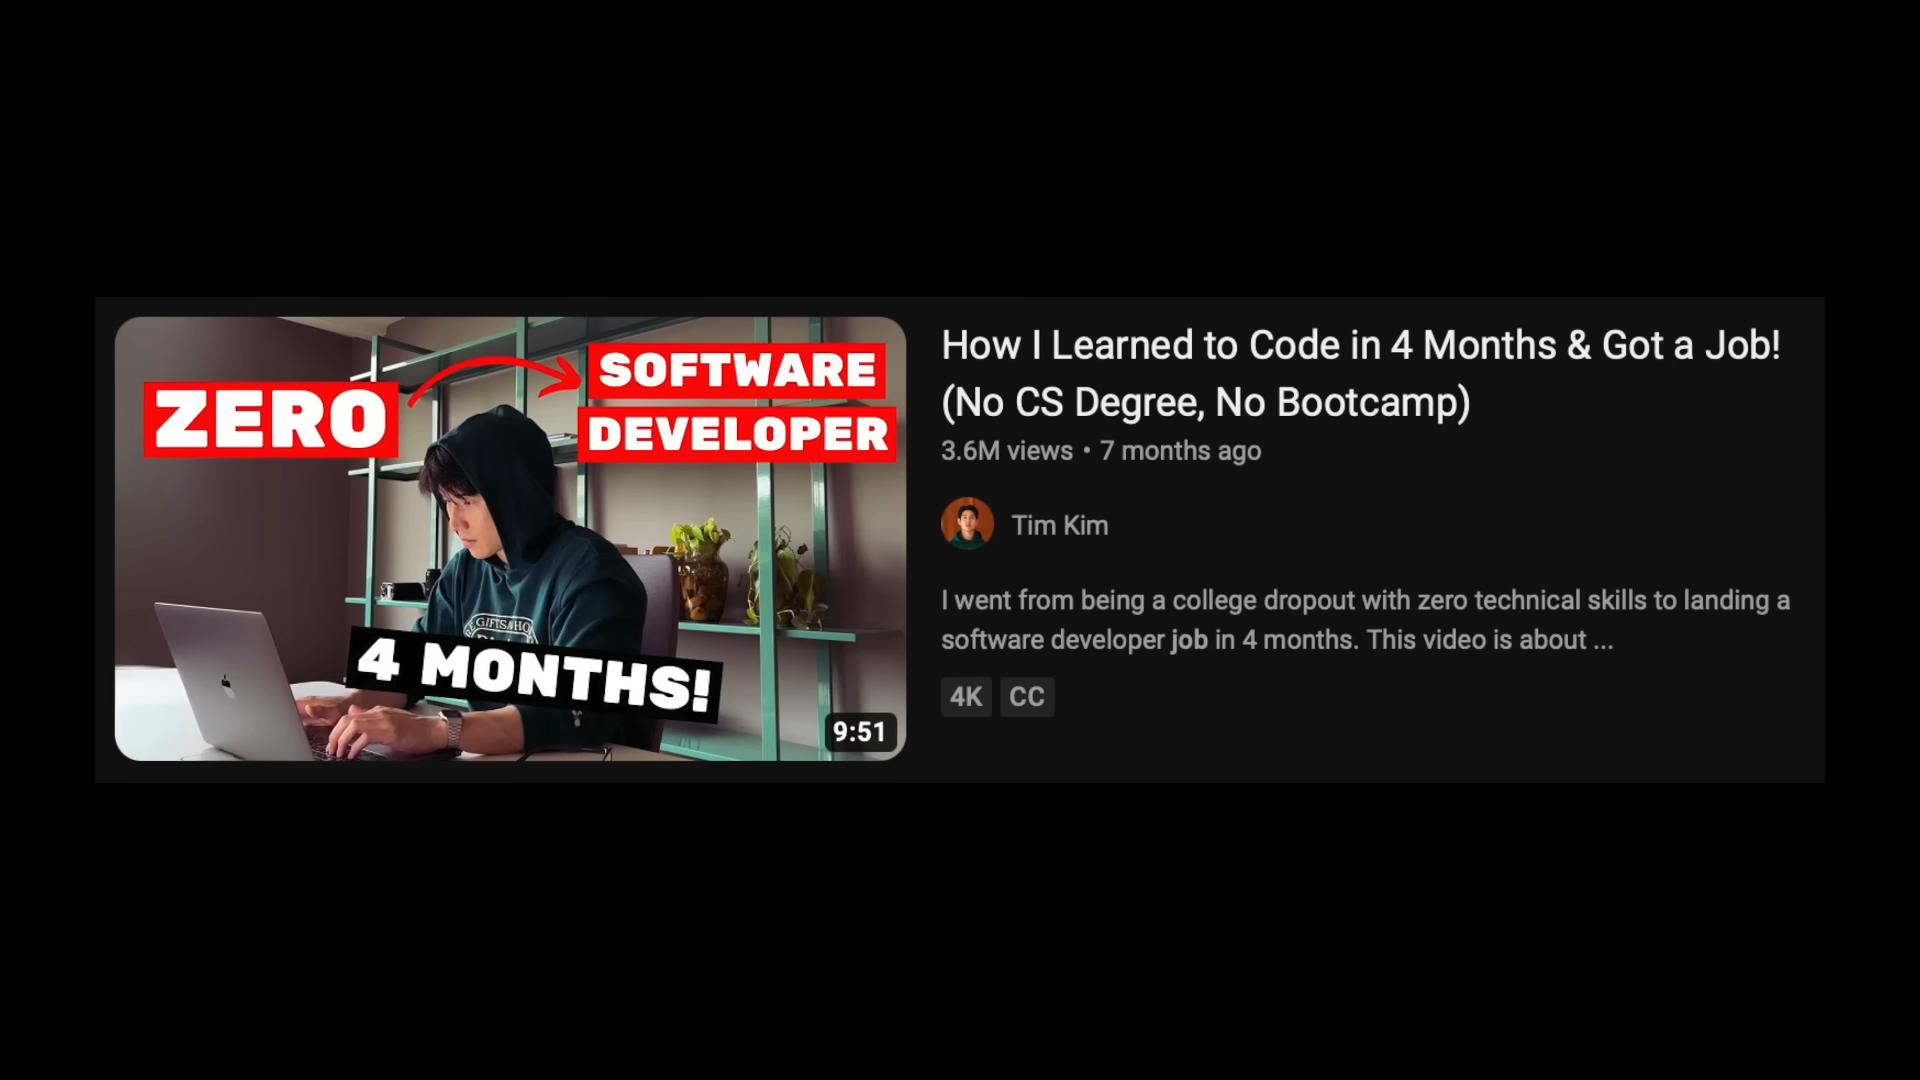 ZERO
SOFTWARE
DEVELOPER
GIFTS&HO
4 MONTHS!
9:51
How I Learned to Code in 4 Months & Got a Job!
(No CS Degree, No Bootcamp)
3.6M views • 7 months ago
Tim Kim
I went from being a college dropout with zero technical skills to landing a
software developer job in 4 months. This video is about ...
4K CC